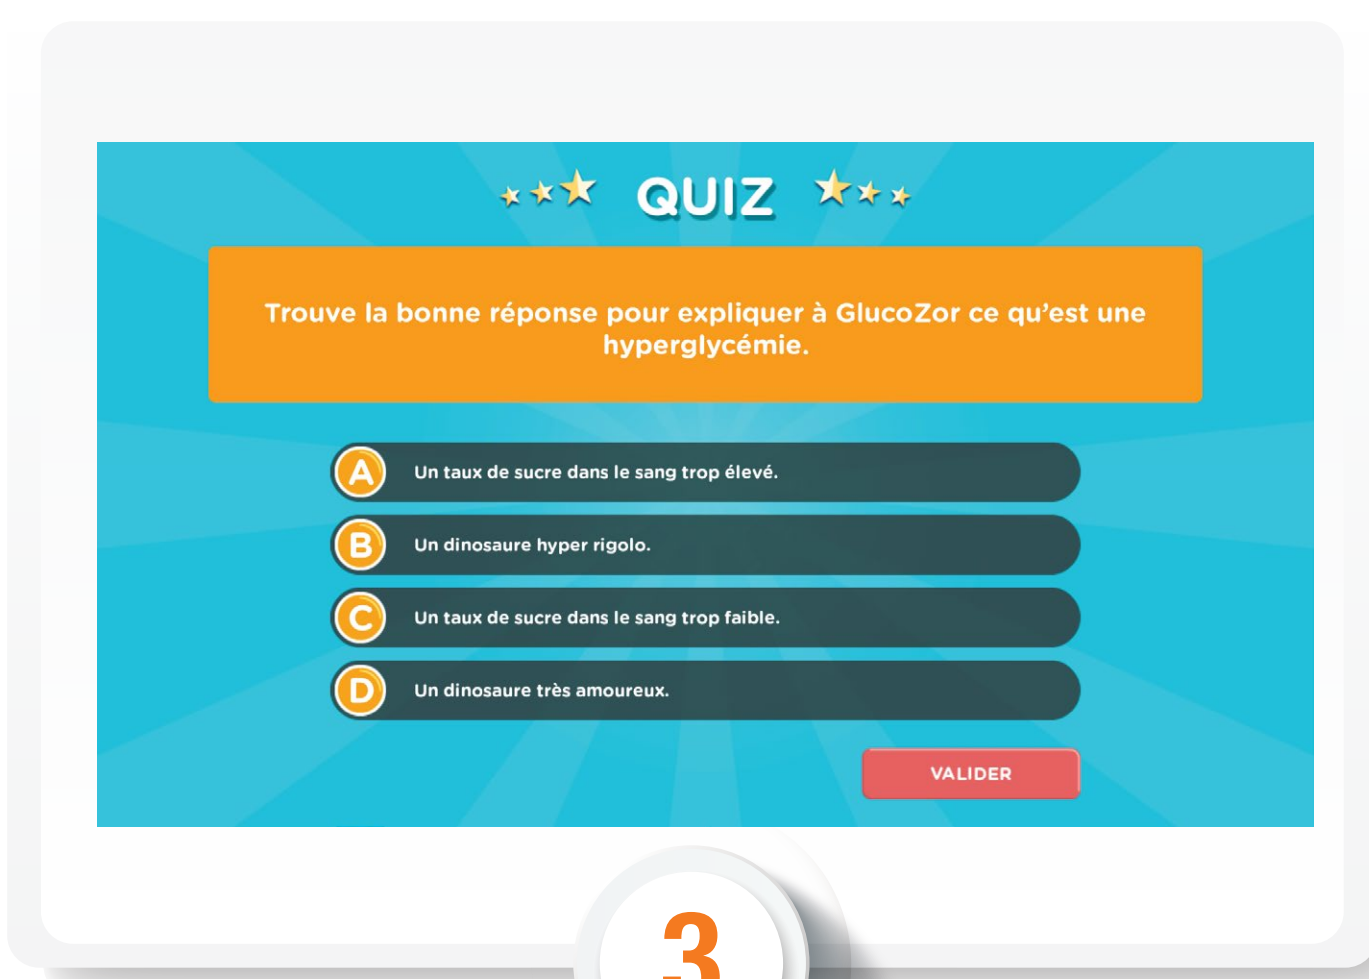 QUIZ
Trouve la bonne réponse pour expliquer à GlucoZor ce qu'est une
hyperglycémie.
A Un taux de sucre dans le sang trop élevé.
B Un dinosaure hyper rigolo.
C Un taux de sucre dans le sang trop faible.
D Un dinosaure très amoureux.
VALIDER
3